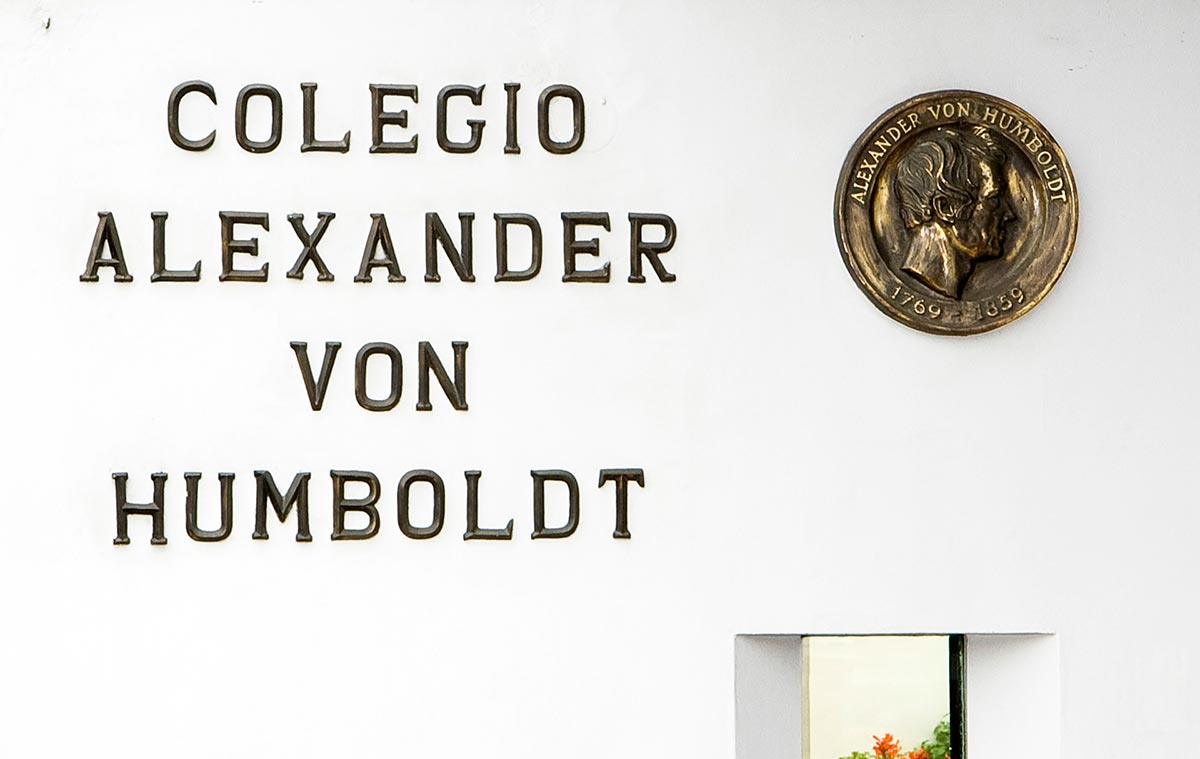 COLEGIO
ALEXANDER
VON
HUMBOLDT
ALEXANDER VON HUMBOLDT
1769 - 1859